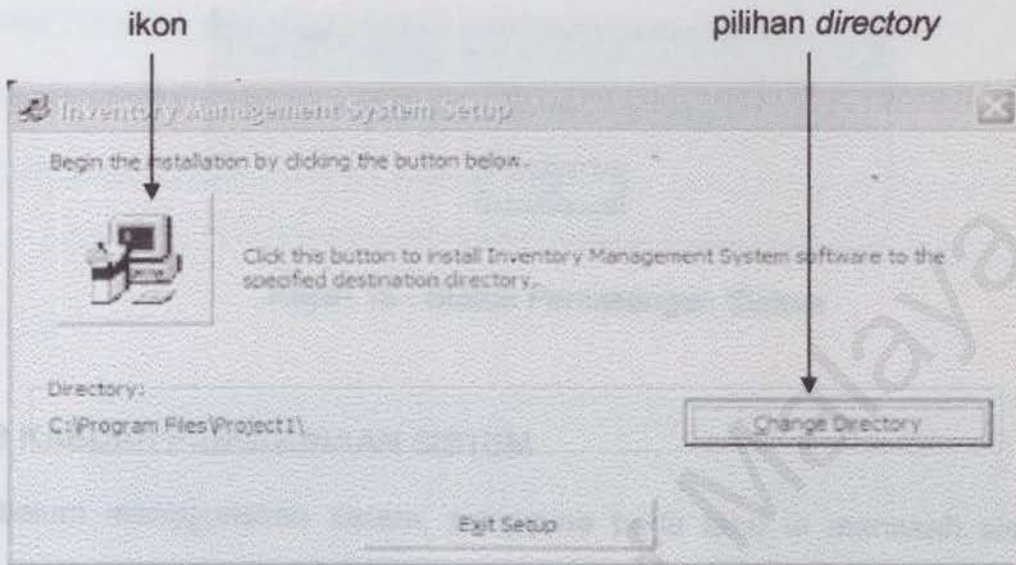 ikon
pilihan directory
Inventory Management System Setup
Begin the installation by clicking the button below.
Click this button to install Inventory Management System software to the
specified destination directory.
Directory:
C:\Program Files\Project1\
Change Directory
Exit Setup
Malaya